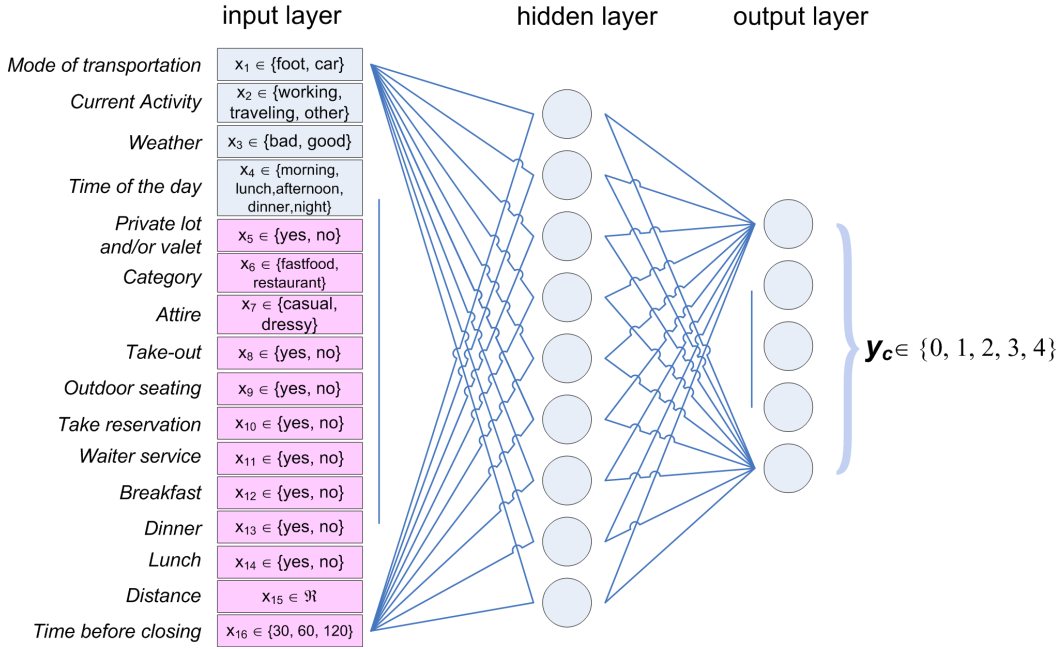 input layer
hidden layer
output layer
Mode of transportation
x1 ∈ {foot, car}
Current Activity
x2 ∈ {working,
traveling, other}
Weather
x3 ∈ {bad, good}
Time of the day
x4 ∈ {morning,
lunch,afternoon,
dinner,night}
Private lot
and/or valet
x5 ∈ {yes, no}
Category
x6 ∈ {fastfood,
restaurant}
Attire
x7 ∈ {casual,
dressy}
Take-out
x8 ∈ {yes, no}
Outdoor seating
x9 ∈ {yes, no}
Take reservation
x10 ∈ {yes, no}
Waiter service
x11 ∈ {yes, no}
Breakfast
x12 ∈ {yes, no}
Dinner
x13 ∈ {yes, no}
Lunch
x14 ∈ {yes, no}
Distance
x15 ∈ ℜ
Time before closing
x16 ∈ {30, 60, 120}
yc ∈ {0, 1, 2, 3, 4}